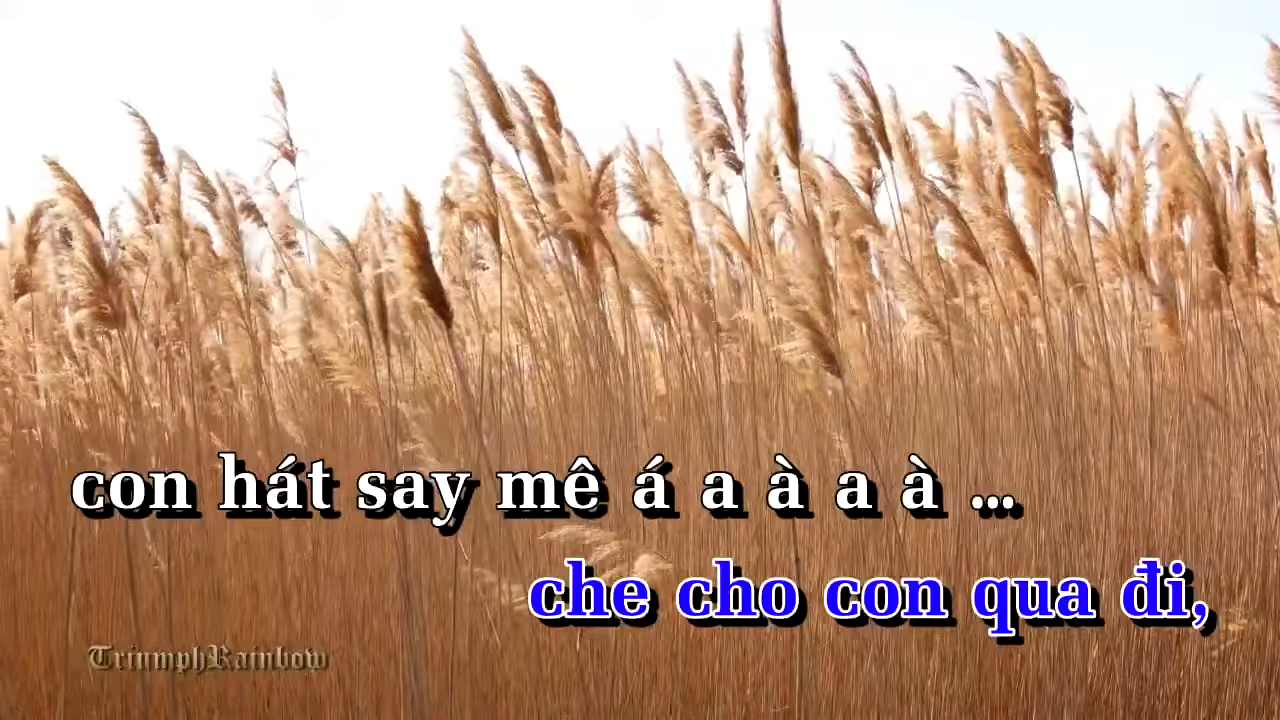 con hát say mê á a à a à ...
che cho con qua đi,
TriumphRainbow